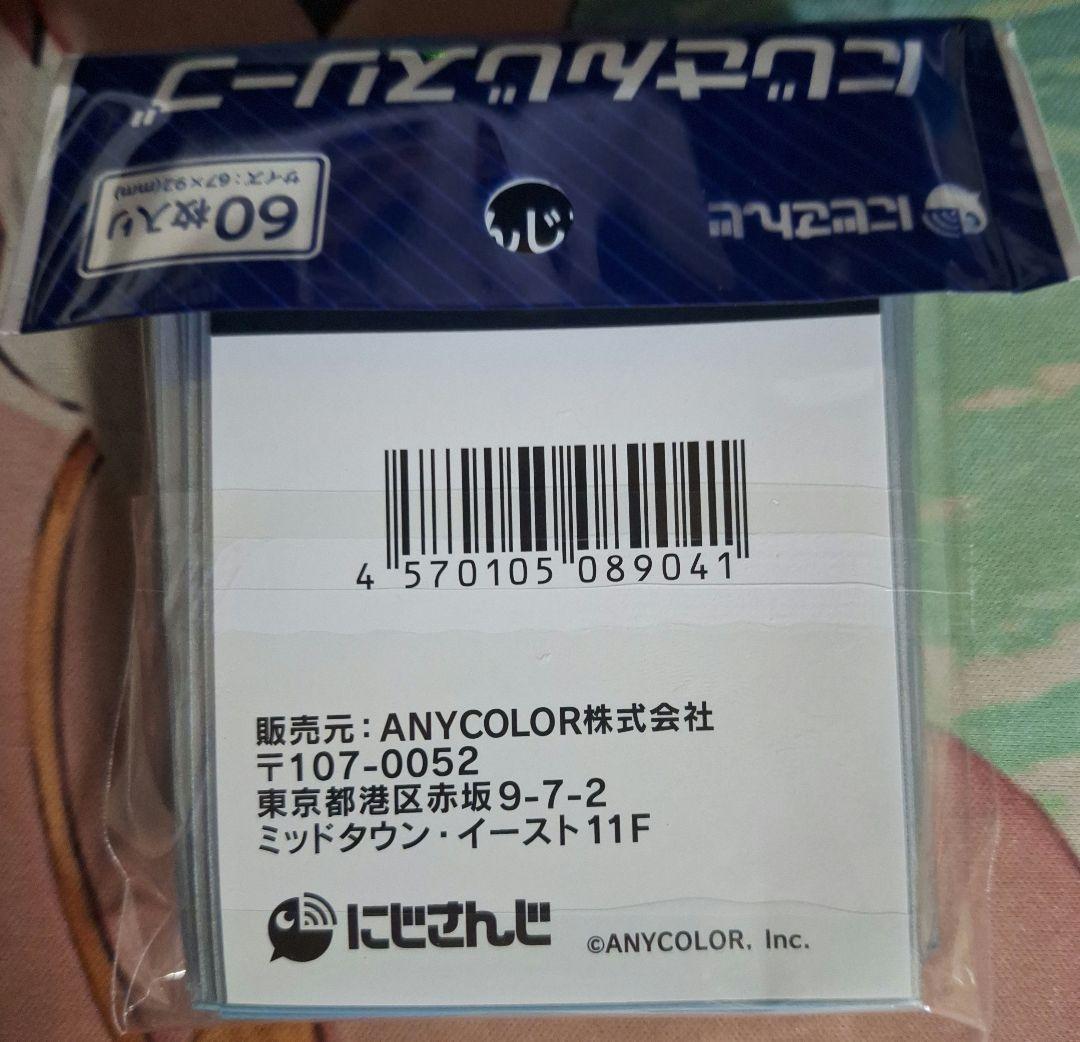 にじさんじスリーブ
にじさんじ
60枚入り
サイズ：67×92(mm)
んじ
4 570105 089041
販売元：ANYCOLOR株式会社
〒107-0052
東京都港区赤坂9-7-2
ミッドタウン・イースト11F
にじさんじ
©ANYCOLOR, Inc.